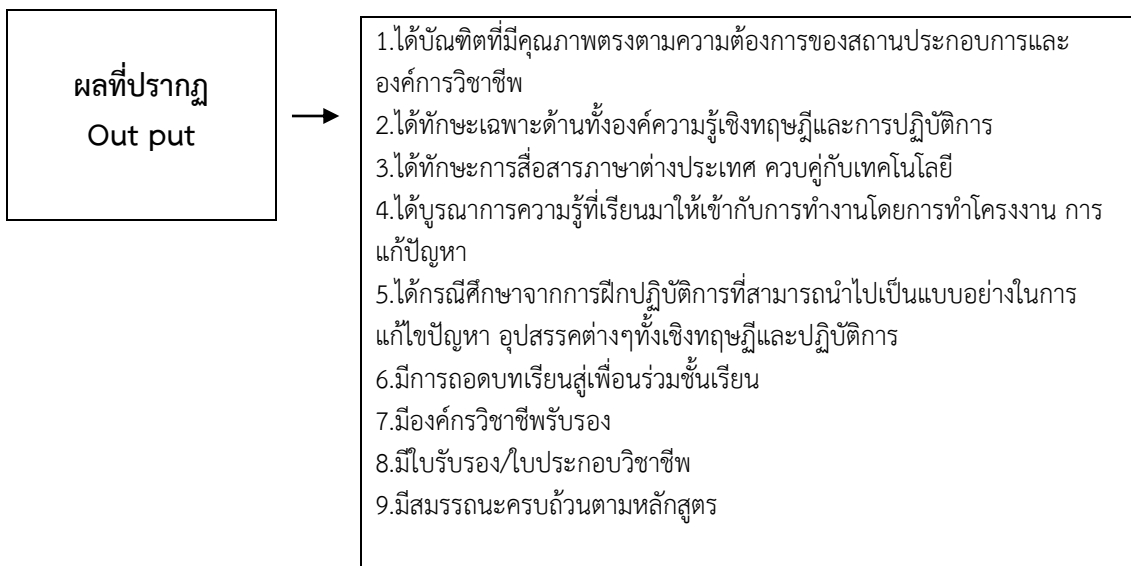 ผลที่ปรากฏ
Out put
1.ได้บัณฑิตที่มีคุณภาพตรงตามความต้องการของสถานประกอบการและ
องค์การวิชาชีพ
2.ได้ทักษะเฉพาะด้านทั้งองค์ความรู้เชิงทฤษฎีและการปฏิบัติการ
3.ได้ทักษะการสื่อสารภาษาต่างประเทศ ควบคู่กับเทคโนโลยี
4.ได้บูรณาการความรู้ที่เรียนมาให้เข้ากับการทำงานโดยการทำโครงงาน การ
แก้ปัญหา
5.ได้กรณีศึกษาจากการฝึกปฏิบัติการที่สามารถนำไปเป็นแบบอย่างในการ
แก้ไขปัญหา อุปสรรคต่างๆทั้งเชิงทฤษฎีและปฏิบัติการ
6.มีการถอดบทเรียนสู่เพื่อนร่วมชั้นเรียน
7.มีองค์กรวิชาชีพรับรอง
8.มีใบรับรอง/ใบประกอบวิชาชีพ
9.มีสมรรถนะครบถ้วนตามหลักสูตร